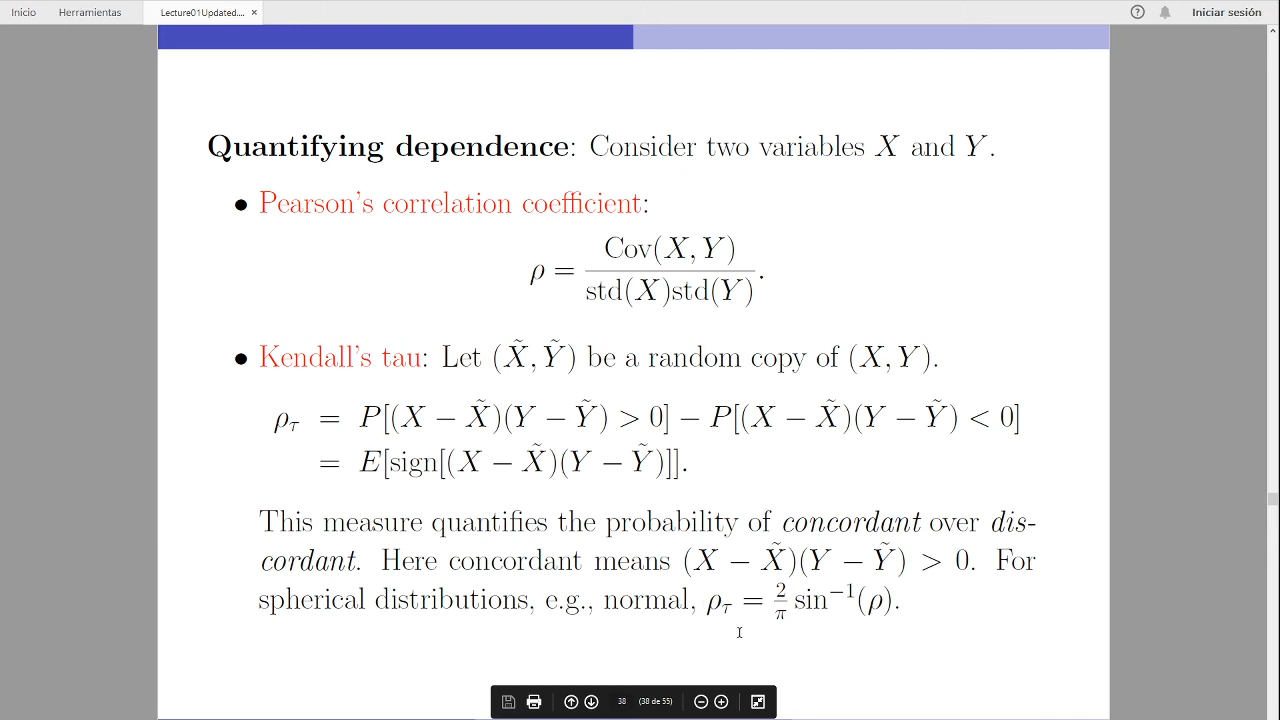 Inicio Herramientas Lecture01Updated.... × Iniciar sesión
Quantifying dependence: Consider two variables X and Y.
• Pearson's correlation coefficient:
ρ = Cov(X, Y) / std(X)std(Y).
• Kendall's tau: Let (X̃, Ỹ) be a random copy of (X, Y).
ρτ = P[(X − X̃)(Y − Ỹ) > 0] − P[(X − X̃)(Y − Ỹ) < 0]
= E[sign[(X − X̃)(Y − Ỹ)]].
This measure quantifies the probability of concordant over dis-
cordant. Here concordant means (X − X̃)(Y − Ỹ) > 0. For
spherical distributions, e.g., normal, ρτ = 2/π sin⁻¹(ρ).
38 (38 de 55)